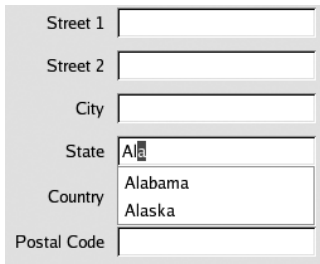 Street 1
Street 2
City
State Ala
Alabama
Country
Alaska
Postal Code